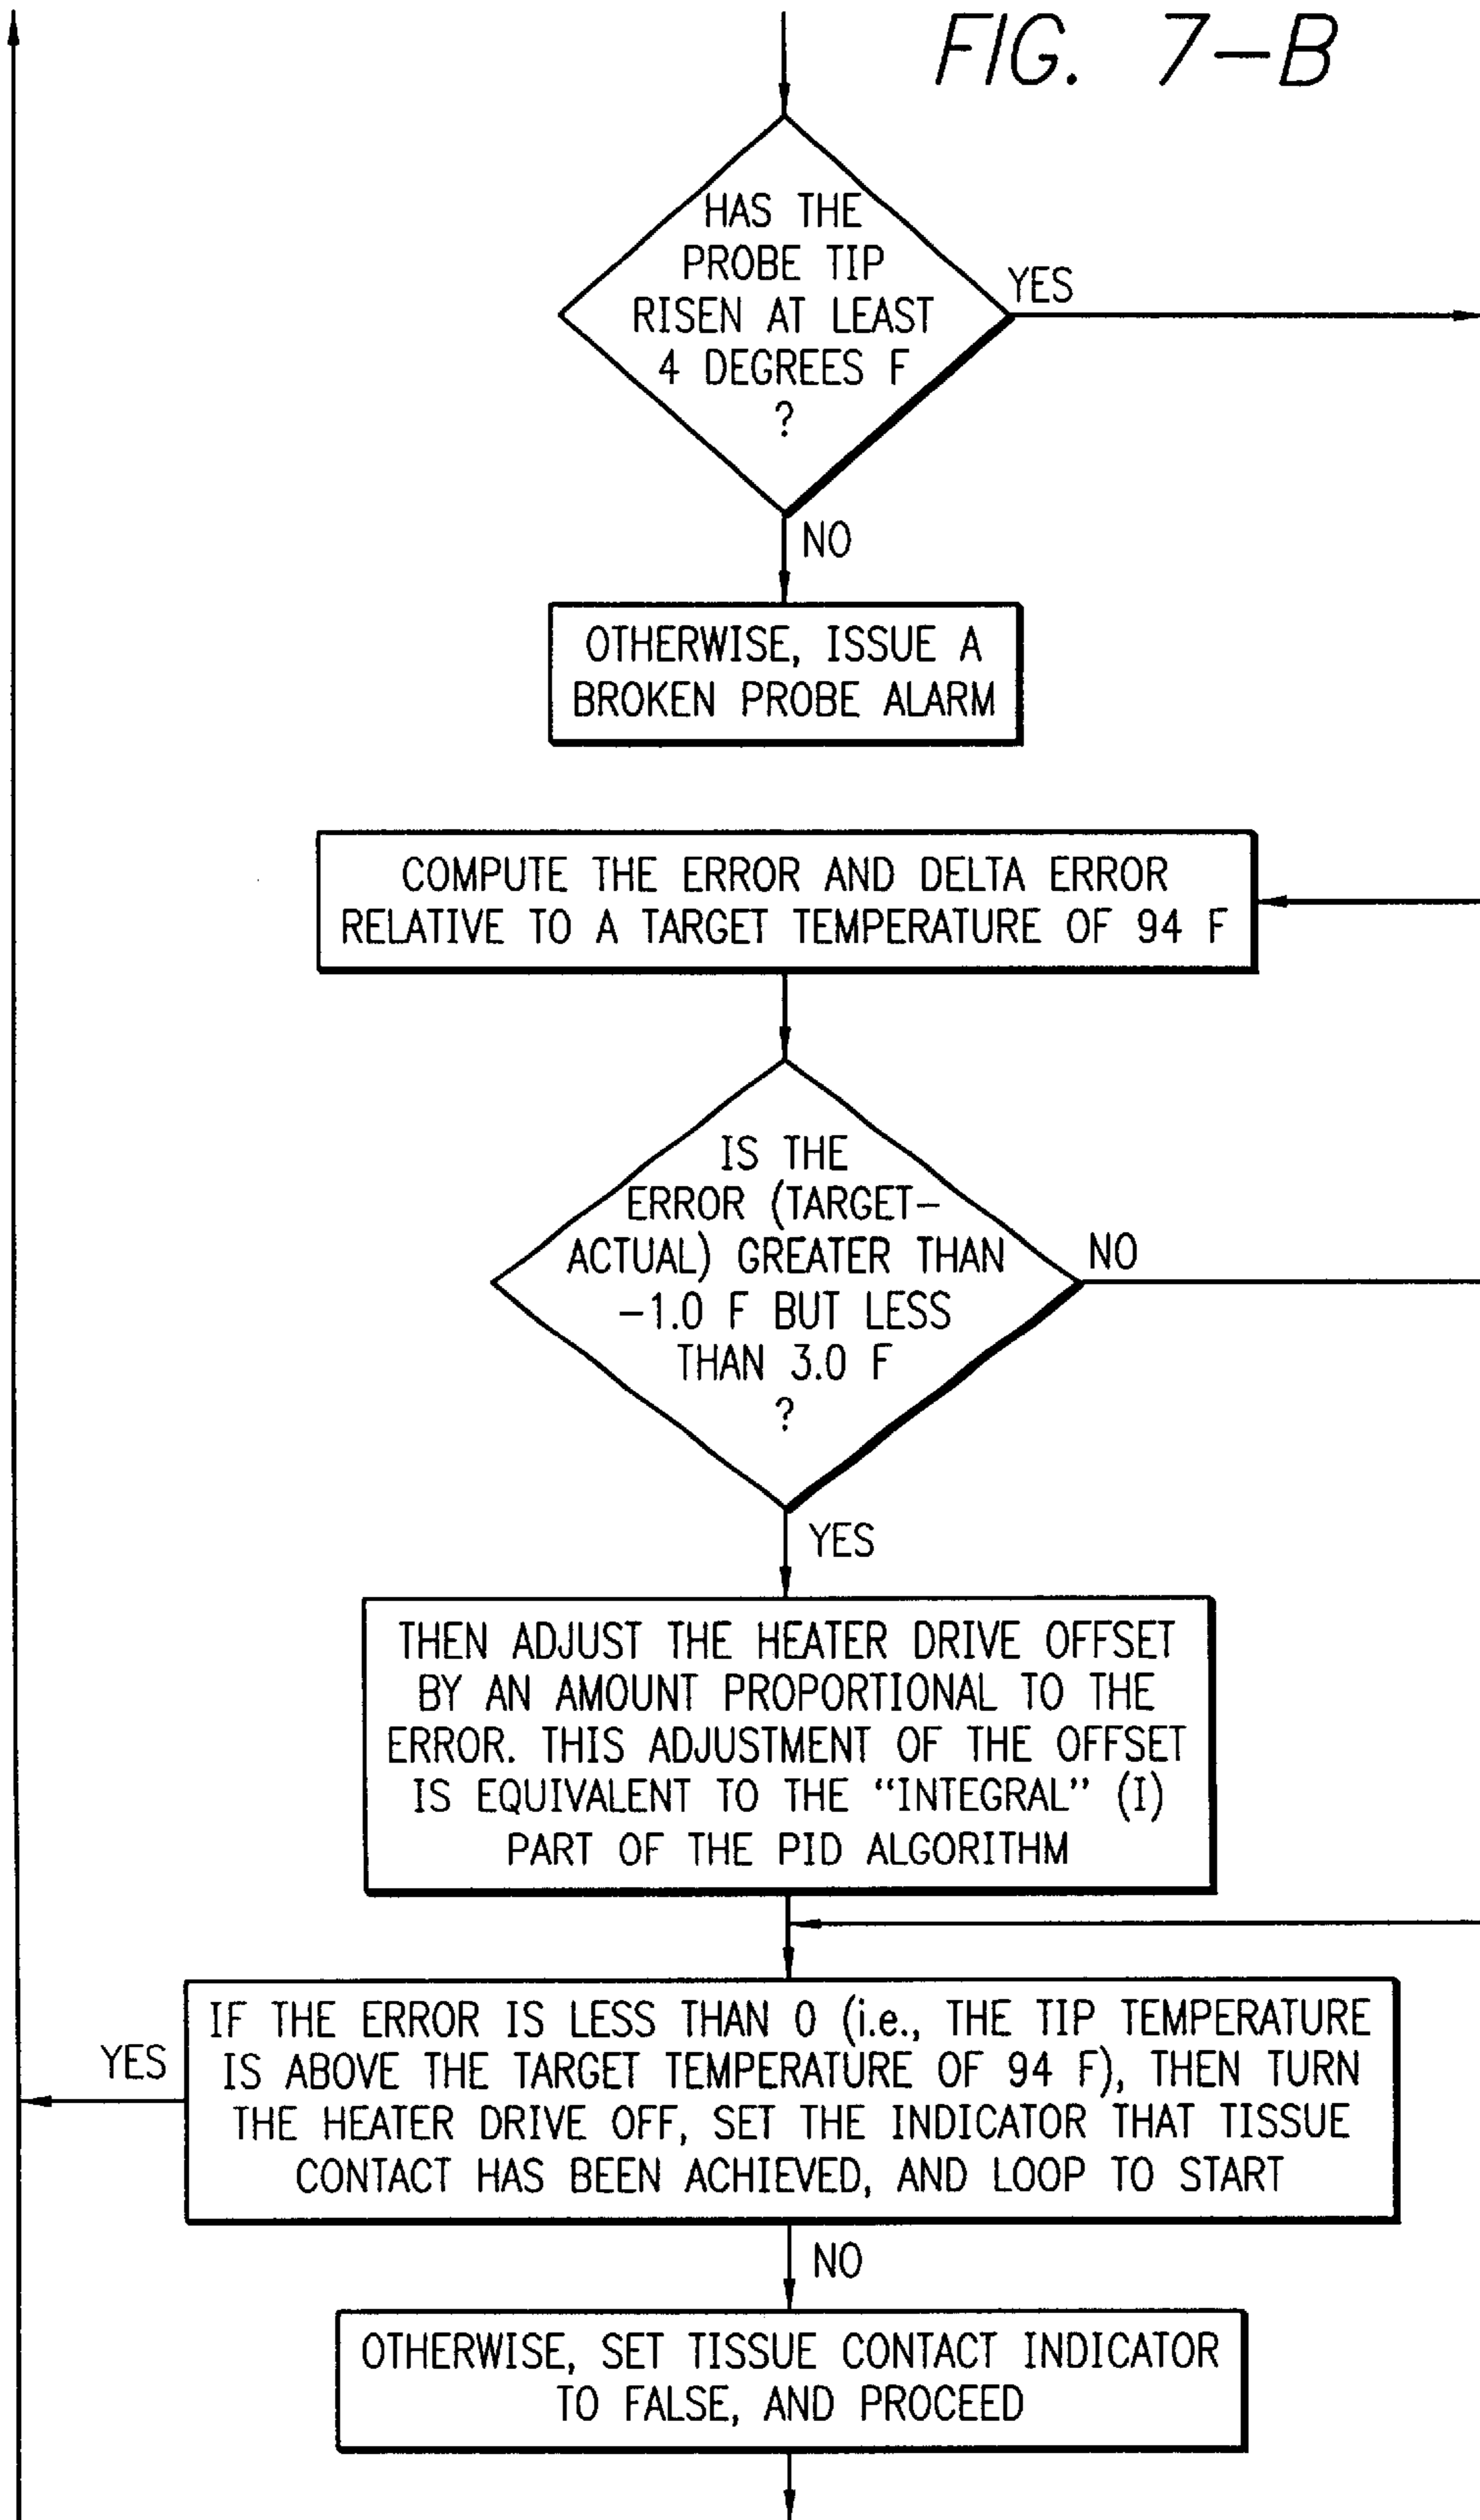 FIG. 7-B
HAS THE
PROBE TIP
RISEN AT LEAST
4 DEGREES F
?
YES
NO
OTHERWISE, ISSUE A
BROKEN PROBE ALARM
COMPUTE THE ERROR AND DELTA ERROR
RELATIVE TO A TARGET TEMPERATURE OF 94 F
IS THE
ERROR (TARGET-
ACTUAL) GREATER THAN
-1.0 F BUT LESS
THAN 3.0 F
?
NO
YES
THEN ADJUST THE HEATER DRIVE OFFSET
BY AN AMOUNT PROPORTIONAL TO THE
ERROR. THIS ADJUSTMENT OF THE OFFSET
IS EQUIVALENT TO THE “INTEGRAL” (I)
PART OF THE PID ALGORITHM
IF THE ERROR IS LESS THAN 0 (i.e., THE TIP TEMPERATURE
IS ABOVE THE TARGET TEMPERATURE OF 94 F), THEN TURN
THE HEATER DRIVE OFF, SET THE INDICATOR THAT TISSUE
CONTACT HAS BEEN ACHIEVED, AND LOOP TO START
YES
NO
OTHERWISE, SET TISSUE CONTACT INDICATOR
TO FALSE, AND PROCEED